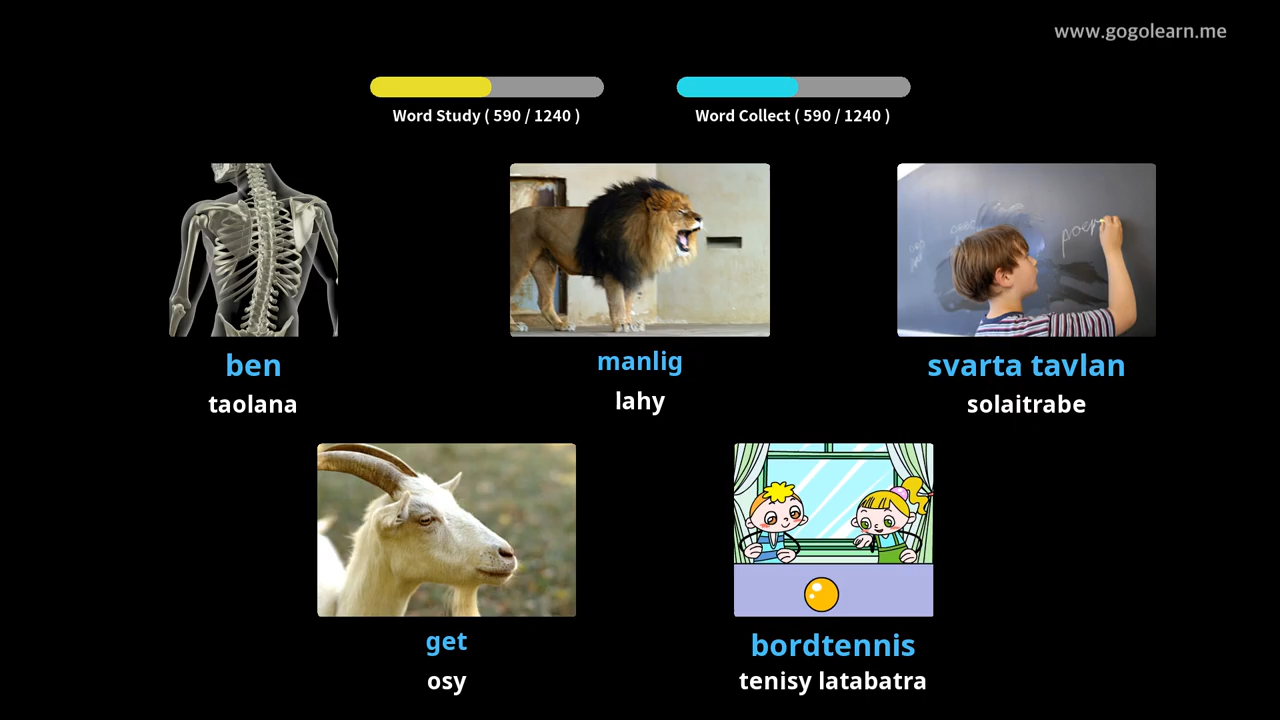 www.gogolearn.me
Word Study ( 590 / 1240 )
Word Collect ( 590 / 1240 )
poer
ben
manlig
svarta tavlan
taolana
lahy
solaitrabe
get
bordtennis
osy
tenisy latabatra